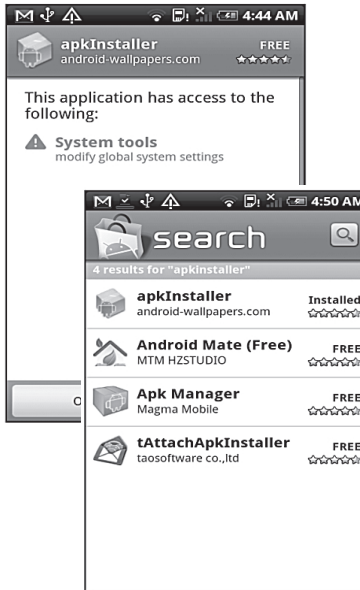 4:44 AM
apkInstaller
FREE
android-wallpapers.com
This application has access to the
following:
System tools
modify global system settings
4:50 AM
search
4 results for "apkinstaller"
apkInstaller
Installed
android-wallpapers.com
Android Mate (Free)
FREE
MTM HZSTUDIO
Apk Manager
FREE
Magma Mobile
tAttachApkInstaller
FREE
taosoftware co.,ltd